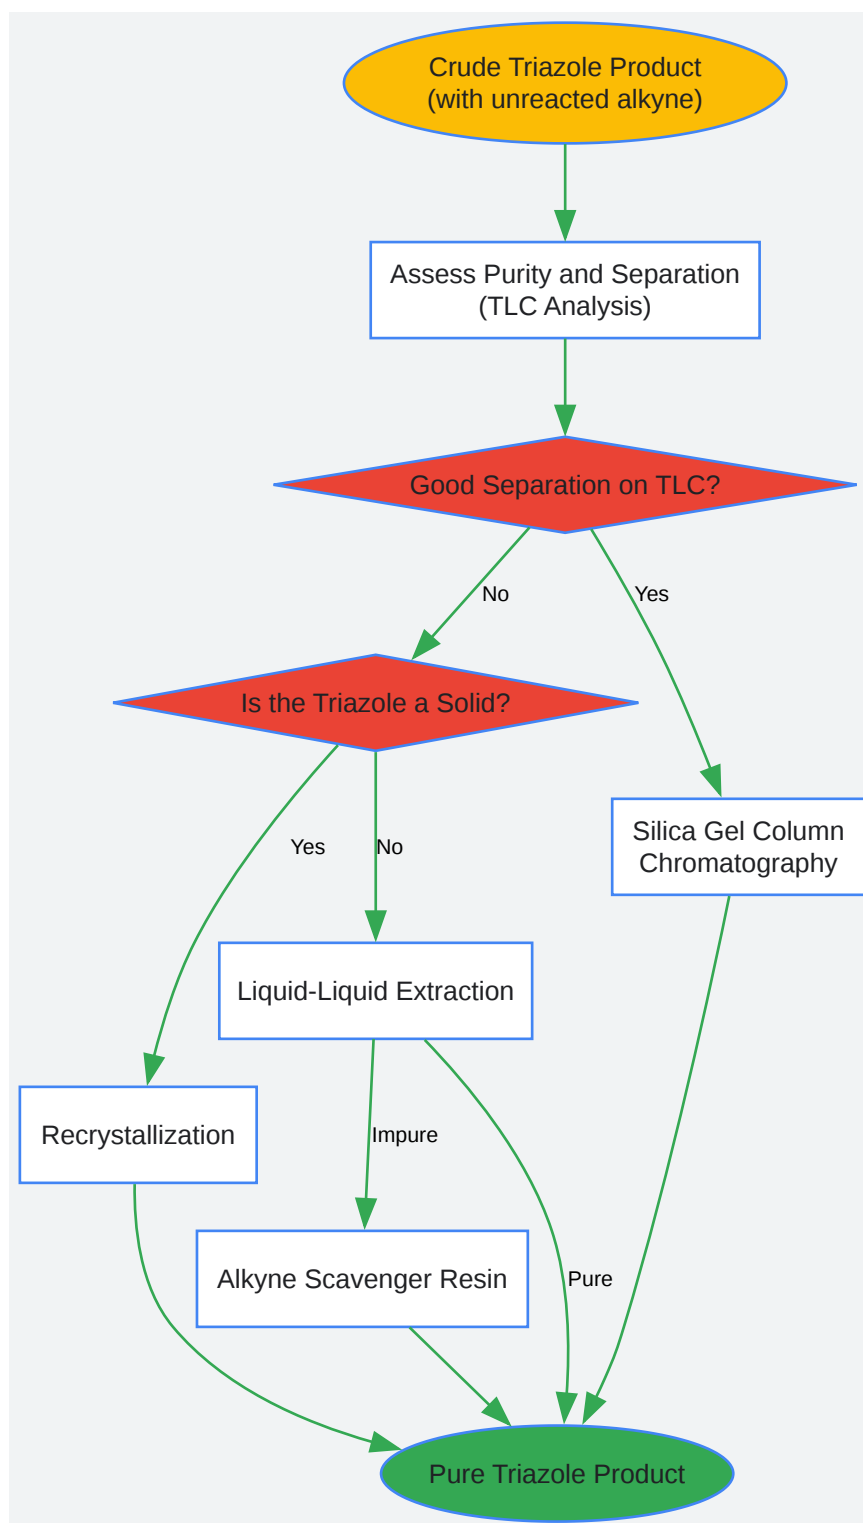 Crude Triazole Product
(with unreacted alkyne)
Assess Purity and Separation
(TLC Analysis)
Good Separation on TLC?
No
Yes
Is the Triazole a Solid?
Silica Gel Column
Chromatography
Yes
No
Liquid-Liquid Extraction
Recrystallization
Impure
Alkyne Scavenger Resin
Pure
Pure Triazole Product